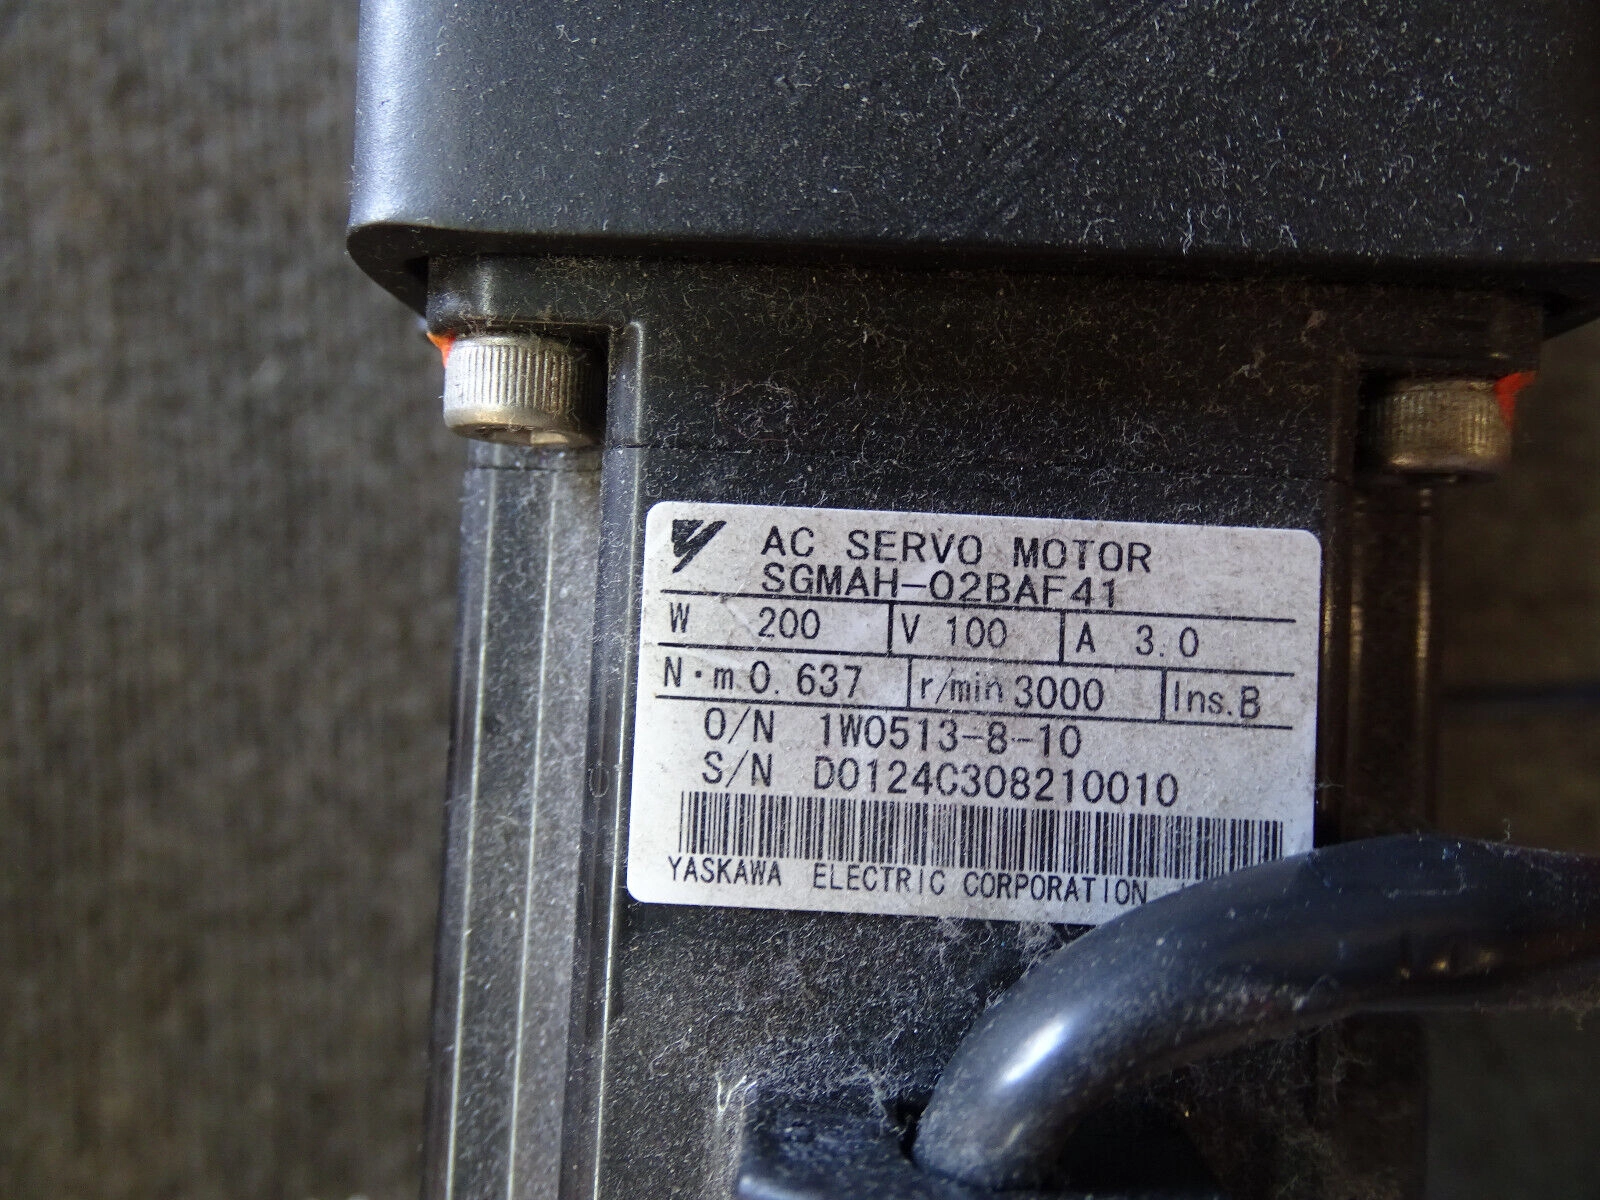 AC SERVO MOTOR
SGMAH-02BAF41
W 200 V 100 A 3.0
N·m 0.637 r/min 3000 Ins. B
O/N 1W0513-8-10
S/N D0124C308210010
YASKAWA ELECTRIC CORPORATION